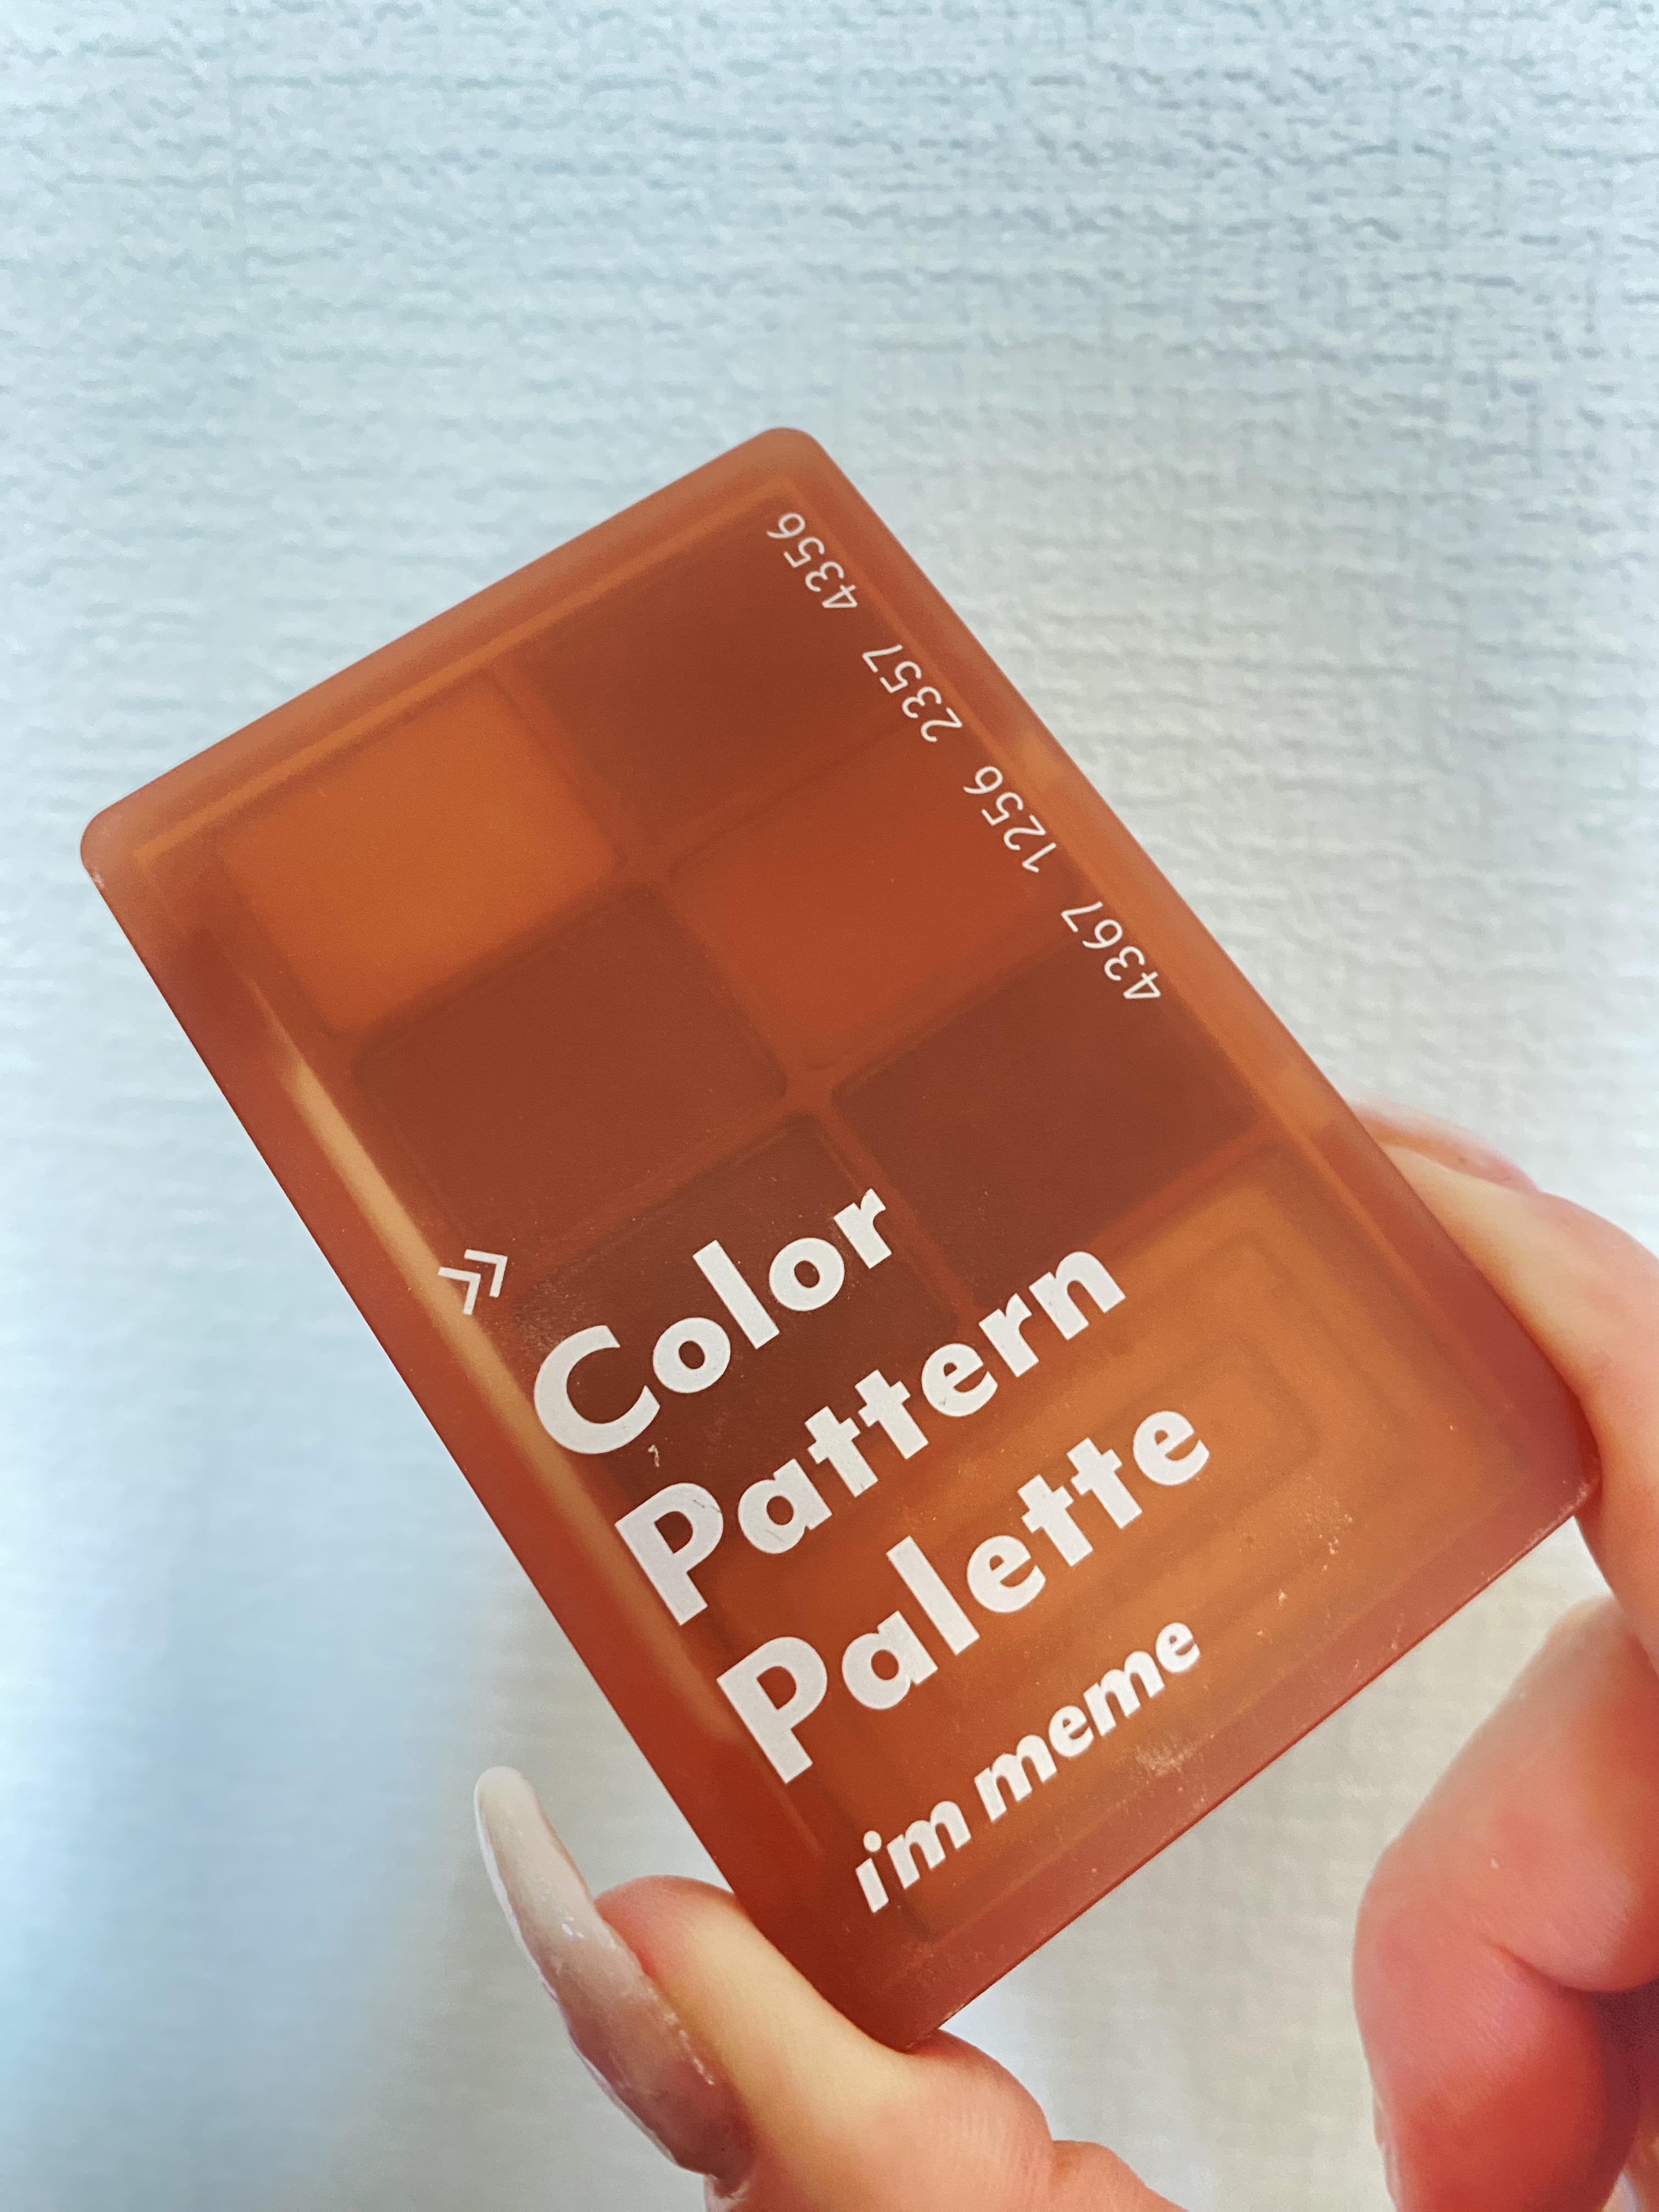 4367 1256 2357 4356
»
Color
Pattern
Palette
im meme